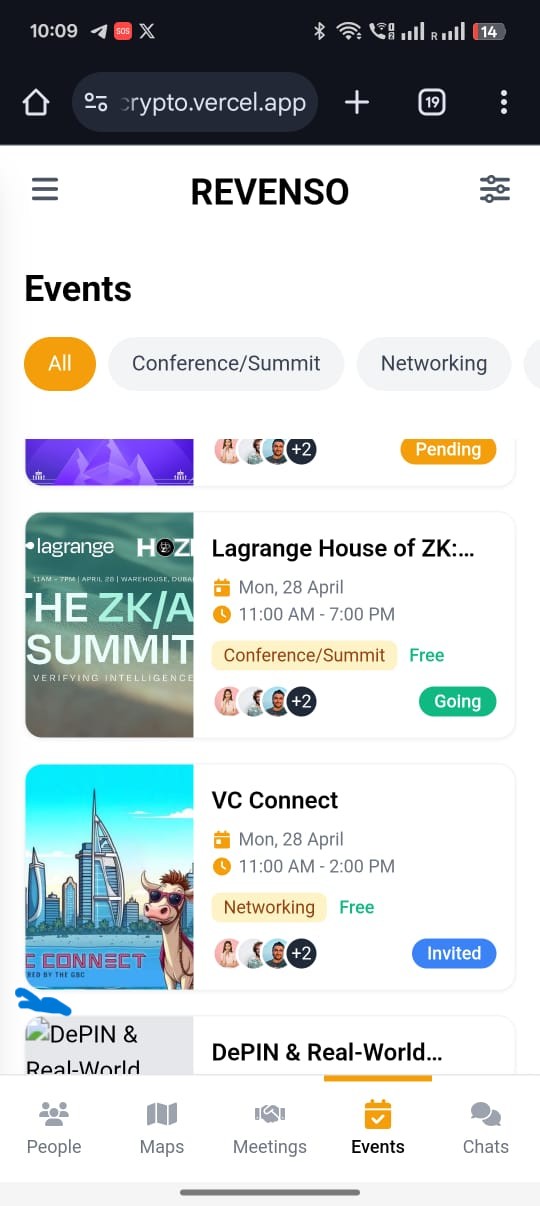 10:09
SOS
R
14
crypto.vercel.app
19
REVENSO
Events
All
Conference/Summit
Networking
+2
Pending
lagrange
11AM – 7PM | APRIL 28 | WAREHOUSE, DUBAI
THE ZK/A
SUMMIT
VERIFYING INTELLIGENCE
Lagrange House of ZK:...
Mon, 28 April
11:00 AM - 7:00 PM
Conference/Summit
Free
+2
Going
C CONNECT
RED BY THE GBC
VC Connect
Mon, 28 April
11:00 AM - 2:00 PM
Networking
Free
+2
Invited
DePIN &
Real-World
DePIN & Real-World...
People
Maps
Meetings
Events
Chats